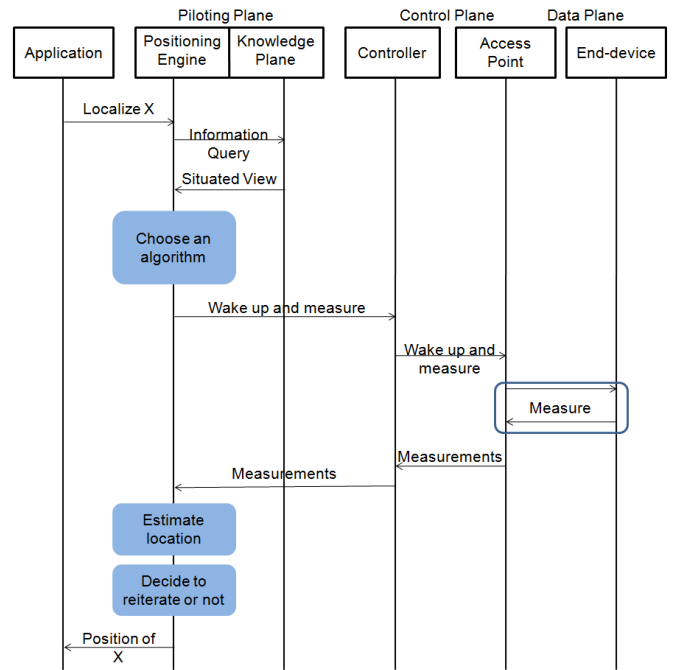 Piloting Plane
Control Plane
Data Plane
Application
Positioning
Engine
Knowledge
Plane
Controller
Access
Point
End-device
Localize X
Information
Query
Situated View
Choose an
algorithm
Wake up and measure
Wake up and
measure
Measure
Measurements
Measurements
Estimate
location
Decide to
reiterate or not
Position of
X